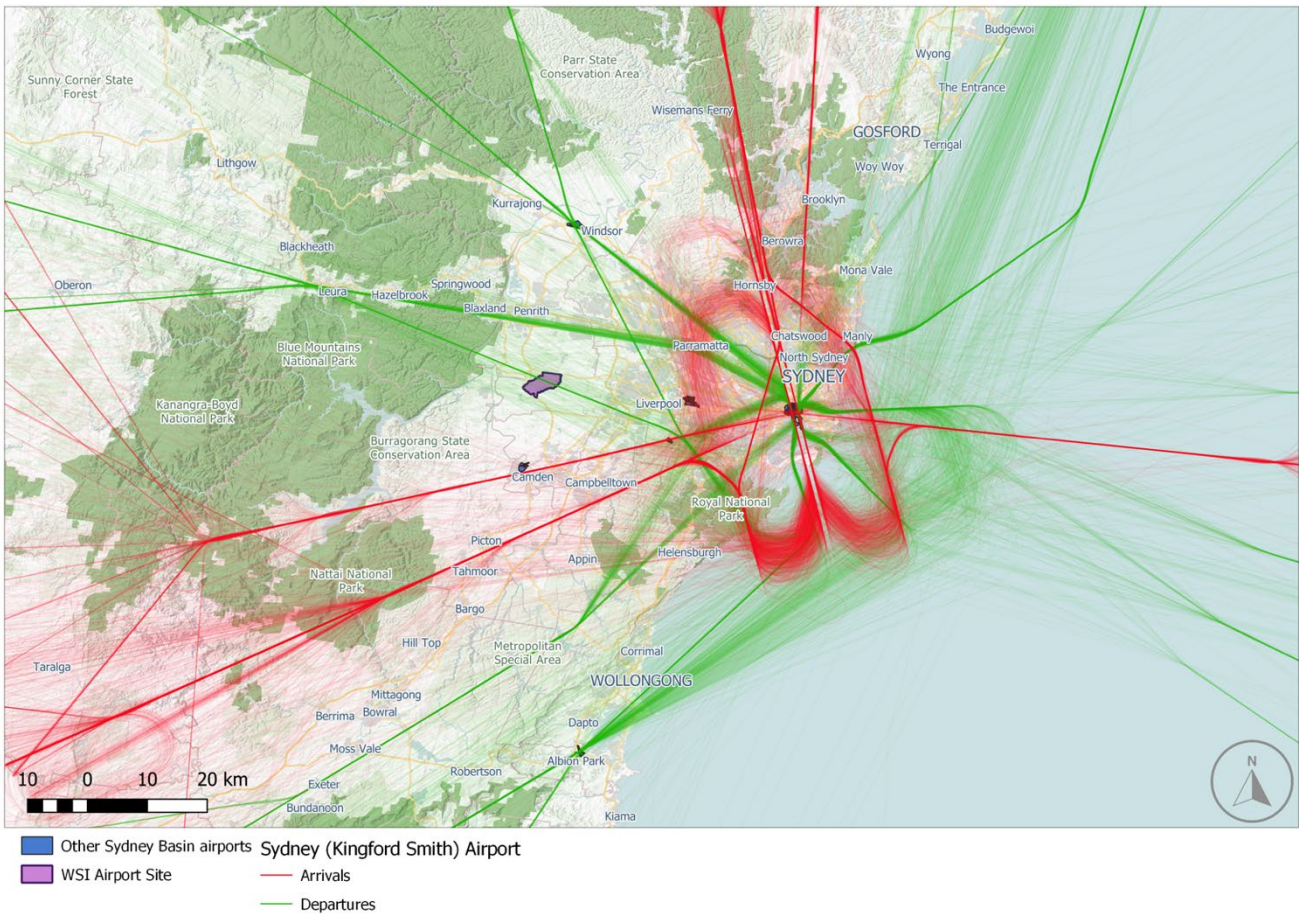 Budgewoi
Wyong
Parr State
Conservation Area
Sunny Corner State
Forest
The Entrance
Wisemans Ferry
GOSFORD
Terrigal
Lithgow
Woy Woy
Kurrajong
Brooklyn
Windsor
Berowra
Blackheath
Mona Vale
Oberon
Springwood
Hornsby
Leura
Hazelbrook
Blaxland
Penrith
Chatswood
Manly
Parramatta
Blue Mountains
National Park
North Sydney
SYDNEY
Kanangra-Boyd
National Park
Liverpool
Burragorang State
Conservation Area
Camden
Campbelltown
Royal National
Park
Picton
Appin
Helensburgh
Nattai National
Park
Tahmoor
Bargo
Hill Top
Metropolitan
Special Area
Corrimal
Taralga
WOLLONGONG
Mittagong
Berrima
Bowral
Dapto
Moss Vale
Albion Park
N
10 0 10 20 km
Robertson
Exeter
Bundanoon
Kiama
Other Sydney Basin airports
WSI Airport Site
Sydney (Kingford Smith) Airport
Arrivals
Departures